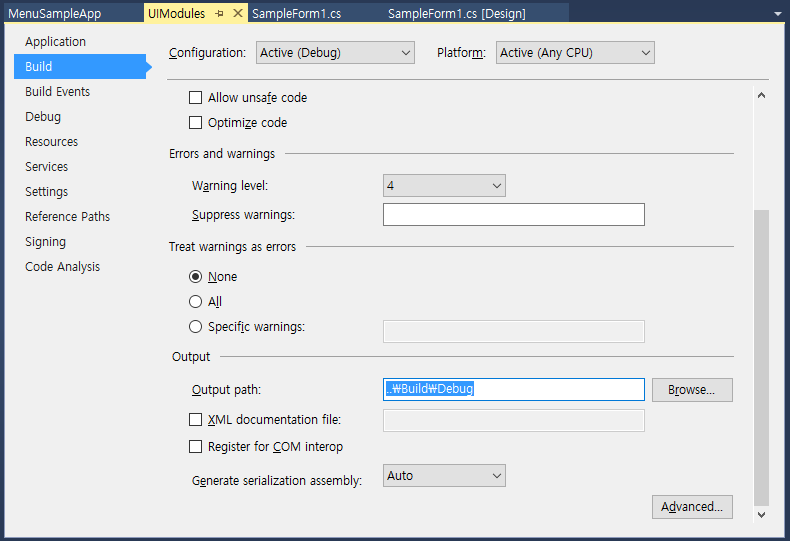 MenuSampleApp UIModules SampleForm1.cs SampleForm1.cs [Design]
Application
Build
Build Events
Debug
Resources
Services
Settings
Reference Paths
Signing
Code Analysis
Configuration: Active (Debug) Platform: Active (Any CPU)
Allow unsafe code
Optimize code
Errors and warnings
Warning level: 4
Suppress warnings:
Treat warnings as errors
None
All
Specific warnings:
Output
Output path: ..₩Build₩Debug Browse...
XML documentation file:
Register for COM interop
Generate serialization assembly: Auto
Advanced...